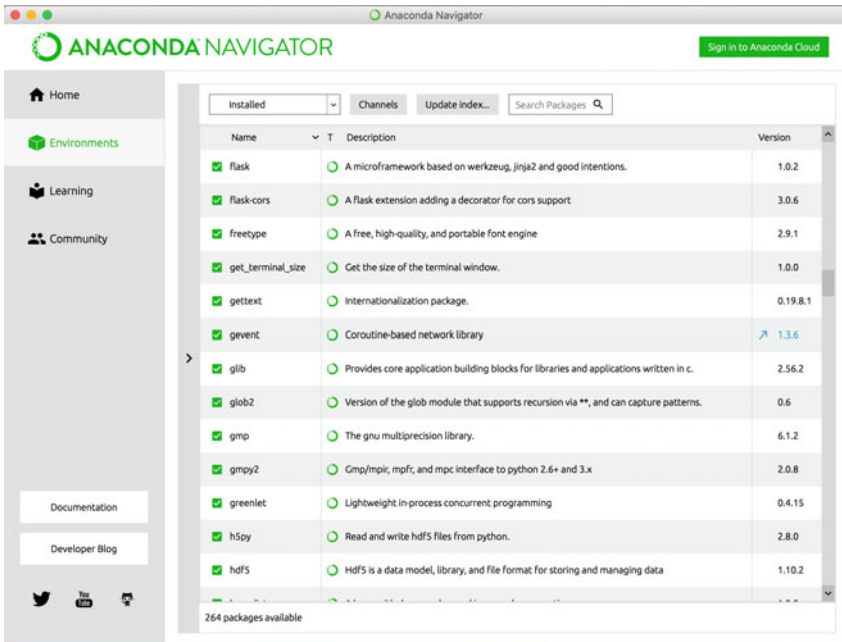 Anaconda Navigator
ANACONDA NAVIGATOR
Sign in to Anaconda Cloud
Home
Environments
Learning
Community
Documentation
Developer Blog
You Tube
Installed Channels Update index... Search Packages
Name T Description Version
flask A microframework based on werkzeug, jinja2 and good intentions. 1.0.2
flask-cors A flask extension adding a decorator for cors support 3.0.6
freetype A free, high-quality, and portable font engine 2.9.1
get_terminal_size Get the size of the terminal window. 1.0.0
gettext Internationalization package. 0.19.8.1
gevent Coroutine-based network library 1.3.6
glib Provides core application building blocks for libraries and applications written in c. 2.56.2
glob2 Version of the glob module that supports recursion via **, and can capture patterns. 0.6
gmp The gnu multiprecision library. 6.1.2
gmpy2 Gmp/mpir, mpfr, and mpc interface to python 2.6+ and 3.x 2.0.8
greenlet Lightweight in-process concurrent programming 0.4.15
h5py Read and write hdf5 files from python. 2.8.0
hdf5 Hdf5 is a data model, library, and file format for storing and managing data 1.10.2
264 packages available